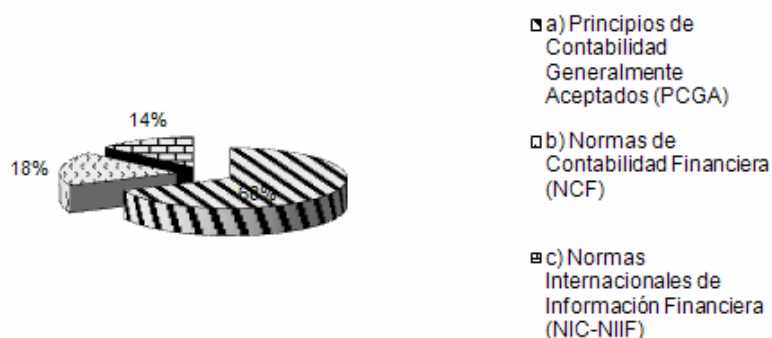 14%
18%
68%
a) Principios de
Contabilidad
Generalmente
Aceptados (PCGA)
b) Normas de
Contabilidad Financiera
(NCF)
c) Normas
Internacionales de
Información Financiera
(NIC-NIIF)